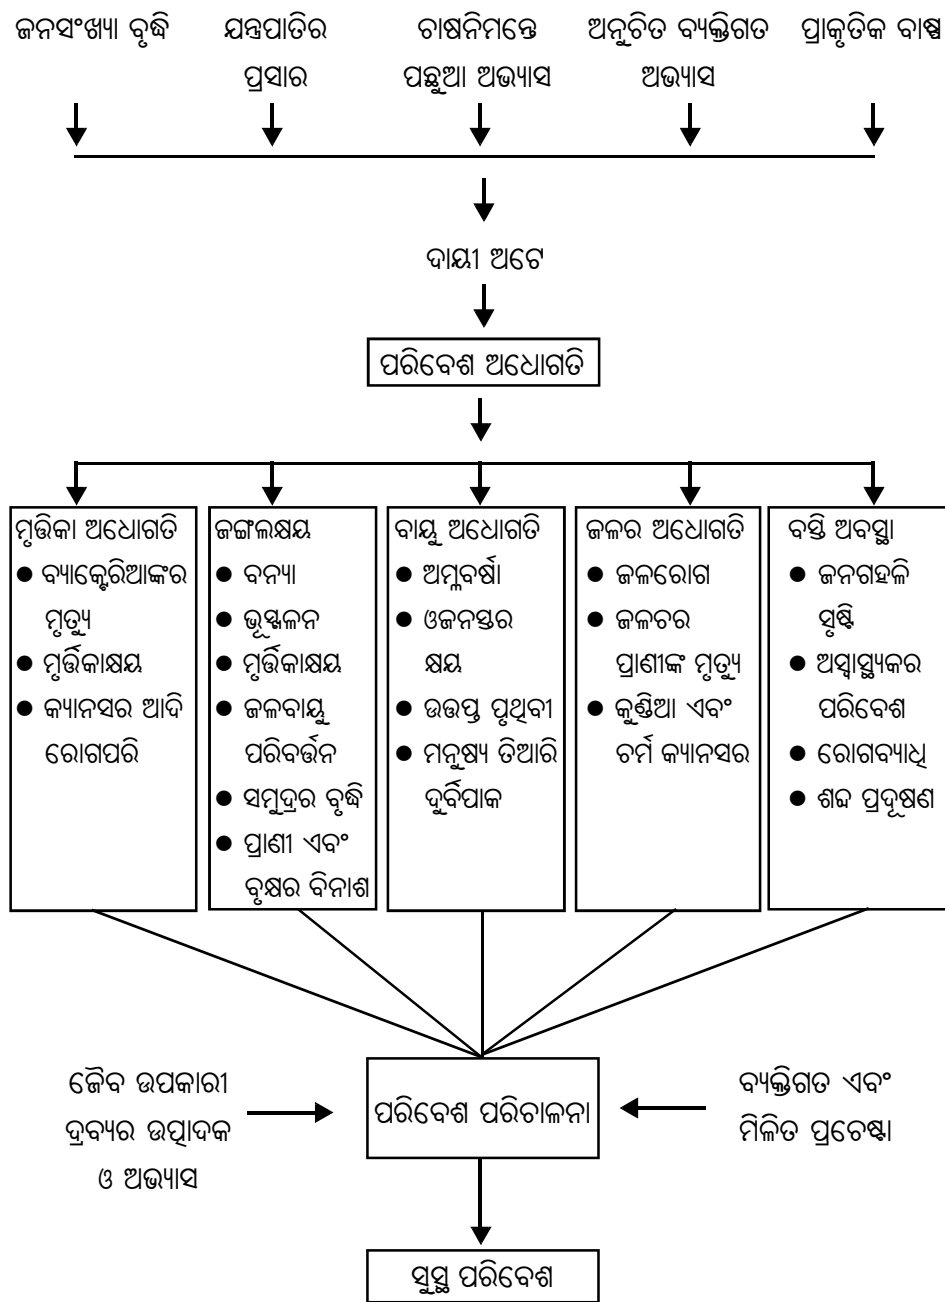 ଜନସଂଖ୍ୟା ବୃଦ୍ଧି
ଯନ୍ତ୍ରପାତିର
ପ୍ରସାର
ଚାଷନିମନ୍ତେ
ପଛୁଆ ଅଭ୍ୟାସ
ଅନୁଚିତ ବ୍ୟକ୍ତିଗତ
ଅଭ୍ୟାସ
ପ୍ରାକୃତିକ ବାଷ୍ପ
ଦାୟୀ ଅଟେ
ପରିବେଶ ଅଧୋଗତି
ମୃତ୍ତିକା ଅଧୋଗତି
● ବ୍ୟାକ୍ଟେରିଆଙ୍କର
ମୃତ୍ୟୁ
● ମୃର୍ତ୍ତିକାକ୍ଷୟ
● କ୍ୟାନସର ଆଦି
ରୋଗପରି
ଜଙ୍ଗଲକ୍ଷୟ
● ବନ୍ୟା
● ଭୂସ୍ଖଳନ
● ମୃର୍ତ୍ତିକାକ୍ଷୟ
● ଜଳବାୟୁ
ପରିବର୍ତ୍ତନ
● ସମୁଦ୍ରର ବୃଦ୍ଧି
● ପ୍ରାଣୀ ଏବଂ
ବୃକ୍ଷର ବିନାଶ
ବାୟୁ ଅଧୋଗତି
● ଅମ୍ଳବର୍ଷା
● ଓଜନସ୍ତର
କ୍ଷୟ
● ଉତ୍ତପ୍ତ ପୃଥିବୀ
● ମନୁଷ୍ୟ ତିଆରି
ଦୁର୍ବିପାକ
ଜଳର ଅଧୋଗତି
● ଜଳରୋଗ
● ଜଳଚର
ପ୍ରାଣୀଙ୍କ ମୃତ୍ୟୁ
● କୁଣ୍ଡିଆ ଏବଂ
ଚର୍ମ କ୍ୟାନସର
ବସ୍ତି ଅବସ୍ଥା
● ଜନଗହଳି
ସୃଷ୍ଟି
● ଅସ୍ୱାସ୍ଥ୍ୟକର
ପରିବେଶ
● ରୋଗବ୍ୟାଧି
● ଶବ୍ଦ ପ୍ରଦୂଷଣ
ଜୈବ ଉପକାରୀ
ଦ୍ରବ୍ୟର ଉତ୍ପାଦକ
ଓ ଅଭ୍ୟାସ
ପରିବେଶ ପରିଚାଳନା
ବ୍ୟକ୍ତିଗତ ଏବଂ
ମିଳିତ ପ୍ରଚେଷ୍ଟା
ସୁସ୍ଥ ପରିବେଶ